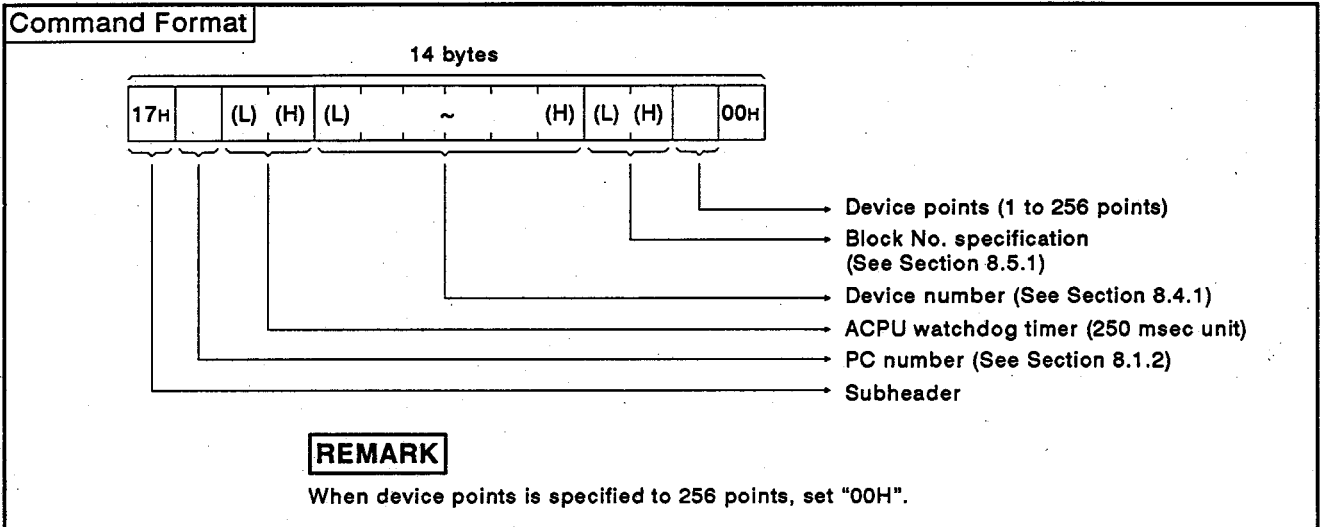 Command Format
14 bytes
17H (L) (H) (L) ~ (H) (L) (H) 00H
Device points (1 to 256 points)
Block No. specification
(See Section 8.5.1)
Device number (See Section 8.4.1)
ACPU watchdog timer (250 msec unit)
PC number (See Section 8.1.2)
Subheader
REMARK
When device points is specified to 256 points, set "00H".